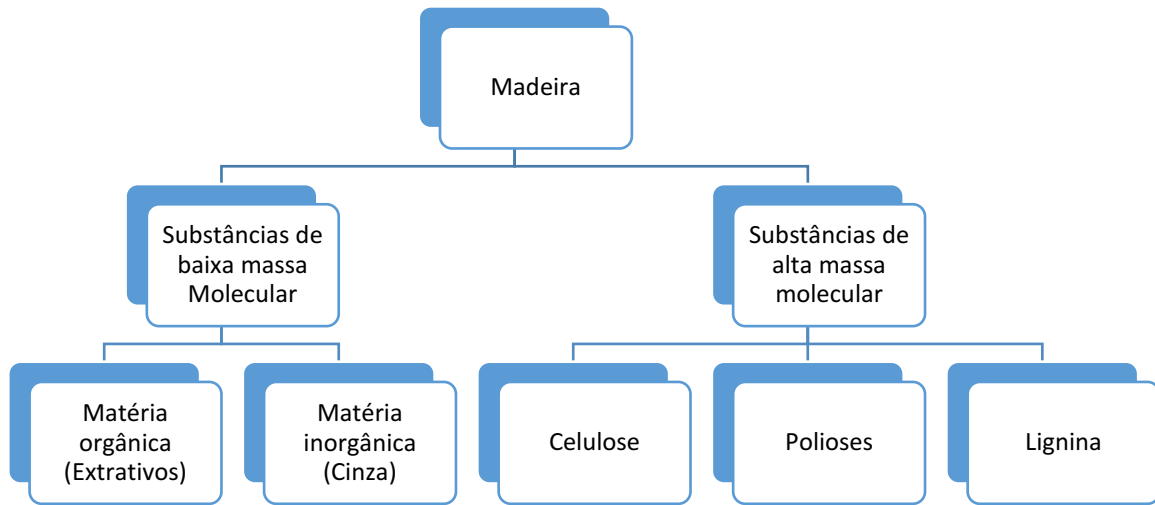 Madeira
Substâncias de
baixa massa
Molecular
Substâncias de
alta massa
molecular
Matéria
orgânica
(Extrativos)
Matéria
inorgânica
(Cinza)
Celulose
Polioses
Lignina